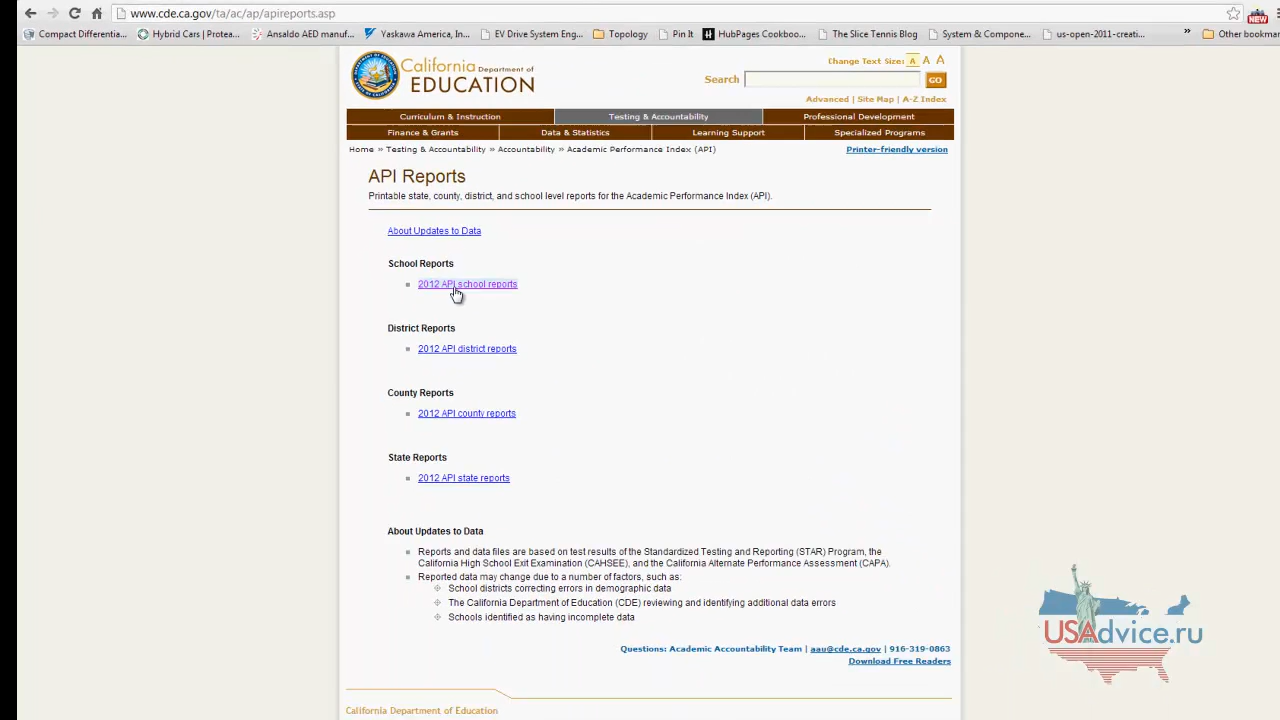 www.cde.ca.gov/ta/ac/ap/apireports.asp
NEW
Compact Differentia... Hybrid Cars | Protea... Ansaldo AED manuf... Yaskawa America, In... EV Drive System Eng... Topology Pin It HubPages Cookboo... The Slice Tennis Blog System & Compone... us-open-2011-creati... » Other bookmar
California Department of
EDUCATION
Change Text Size: A A A
Search GO
Advanced | Site Map | A-Z Index
Curriculum & Instruction Testing & Accountability Professional Development
Finance & Grants Data & Statistics Learning Support Specialized Programs
Home » Testing & Accountability » Accountability » Academic Performance Index (API) Printer-friendly version
API Reports
Printable state, county, district, and school level reports for the Academic Performance Index (API).
About Updates to Data
School Reports
2012 API school reports
District Reports
2012 API district reports
County Reports
2012 API county reports
State Reports
2012 API state reports
About Updates to Data
Reports and data files are based on test results of the Standardized Testing and Reporting (STAR) Program, the
California High School Exit Examination (CAHSEE), and the California Alternate Performance Assessment (CAPA).
Reported data may change due to a number of factors, such as:
School districts correcting errors in demographic data
The California Department of Education (CDE) reviewing and identifying additional data errors
Schools identified as having incomplete data
USAdvice.ru
Questions: Academic Accountability Team | aau@cde.ca.gov | 916-319-0863
Download Free Readers
California Department of Education